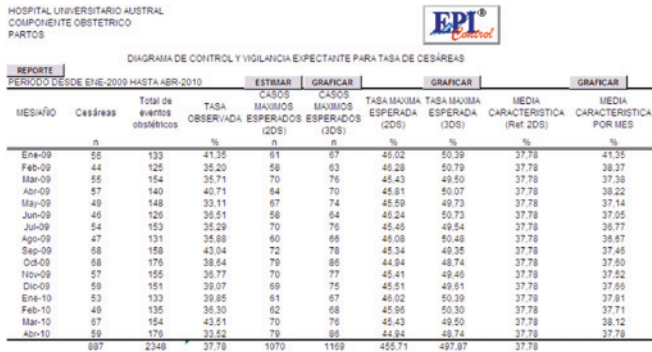 HOSPITAL UNIVERSITARIO AUSTRAL
COMPONENTE OBSTETRICO
PARTOS
EPI® Control
DIAGRAMA DE CONTROL Y VIGILANCIA EXPECTANTE PARA TASA DE CESÁREAS
REPORTE
PERIODO DESDE ENE-2009 HASTA ABR-2010 ESTIMAR GRAFICAR GRAFICAR GRAFICAR
MES/AÑO Cesáreas Total de eventos obstétricos TASA OBSERVADA CASOS MAXIMOS ESPERADOS (2DS) CASOS MAXIMOS ESPERADOS (3DS) TASA MAXIMA ESPERADA (2DS) TASA MAXIMA ESPERADA (3DS) MEDIA CARACTERISTICA (Ref. 2DS) MEDIA CARACTERISTICA POR MES
n % n n % % % %
Ene-09 55 133 41,35 61 67 46,02 50,39 37,78 41,35
Feb-09 44 125 35,20 58 63 46,28 50,79 37,78 38,37
Mar-09 55 154 35,71 70 76 45,43 49,50 37,78 37,38
Abr-09 57 140 40,71 64 70 45,81 50,07 37,78 38,22
May-09 49 148 33,11 67 74 45,59 49,73 37,78 37,14
Jun-09 46 126 36,51 58 64 46,24 50,73 37,78 37,05
Jul-09 54 153 35,29 70 76 45,46 49,54 37,78 36,77
Ago-09 47 131 35,88 60 66 46,08 50,48 37,78 36,67
Sep-09 68 158 43,04 72 78 45,34 49,35 37,78 37,46
Oct-09 68 176 38,64 79 86 44,94 48,74 37,78 37,60
Nov-09 57 155 36,77 70 77 45,41 49,46 37,78 37,52
Dic-09 59 151 39,07 69 75 45,51 49,61 37,78 37,66
Ene-10 53 133 39,85 61 67 46,02 50,39 37,78 37,81
Feb-10 49 135 36,30 62 68 45,96 50,30 37,78 37,71
Mar-10 67 154 43,51 70 76 45,43 49,50 37,78 38,12
Abr-10 59 176 33,52 79 86 44,94 48,74 37,78 37,78
887 2348 37,78 1070 1169 455,71 497,87 37,78